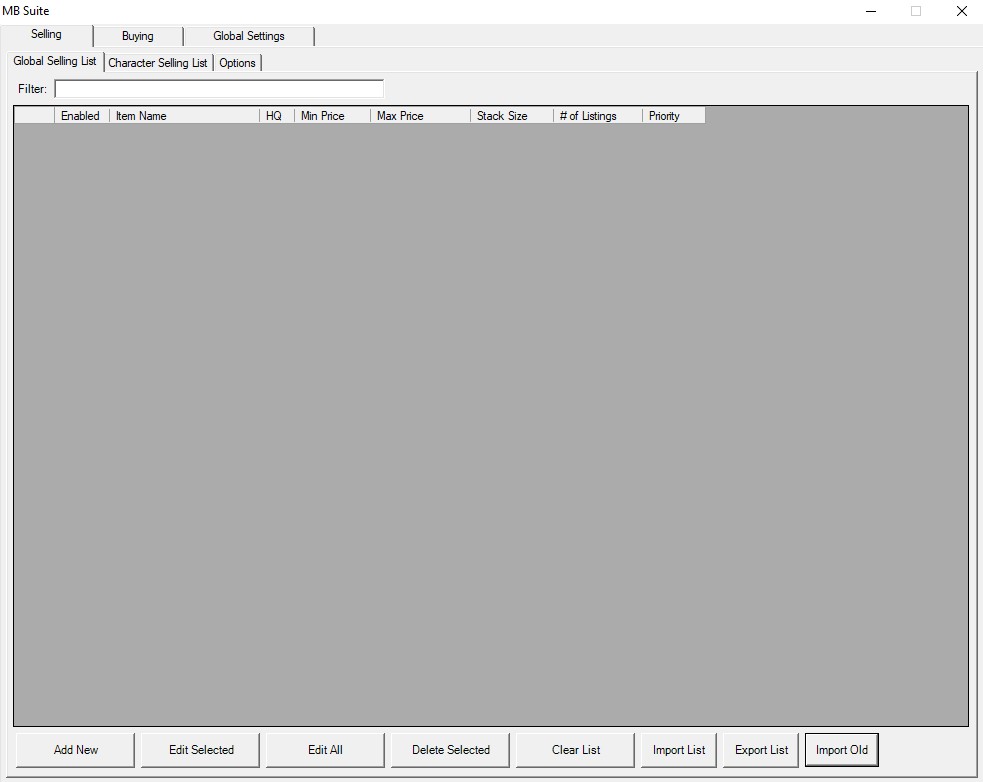 MB Suite
Selling Buying Global Settings
Global Selling List Character Selling List Options
Filter:
Enabled Item Name HQ Min Price Max Price Stack Size # of Listings Priority
Add New Edit Selected Edit All Delete Selected Clear List Import List Export List Import Old